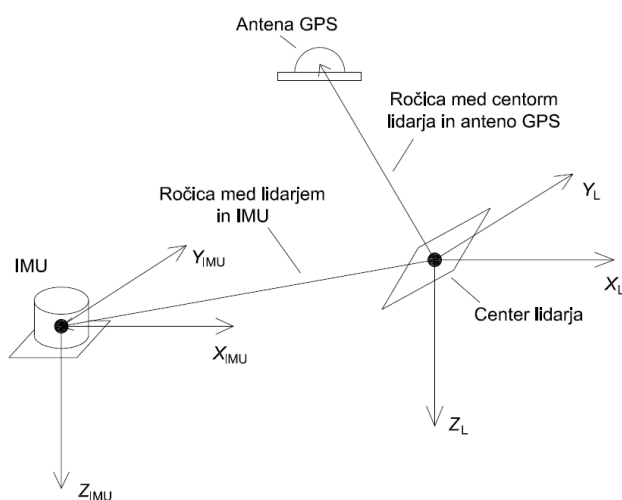 Antena GPS
Ročica med centorm
lidarja in anteno GPS
Ročica med lidarjem
in IMU
Y_L
IMU
Y_IMU
X_L
Center lidarja
X_IMU
Z_L
Z_IMU